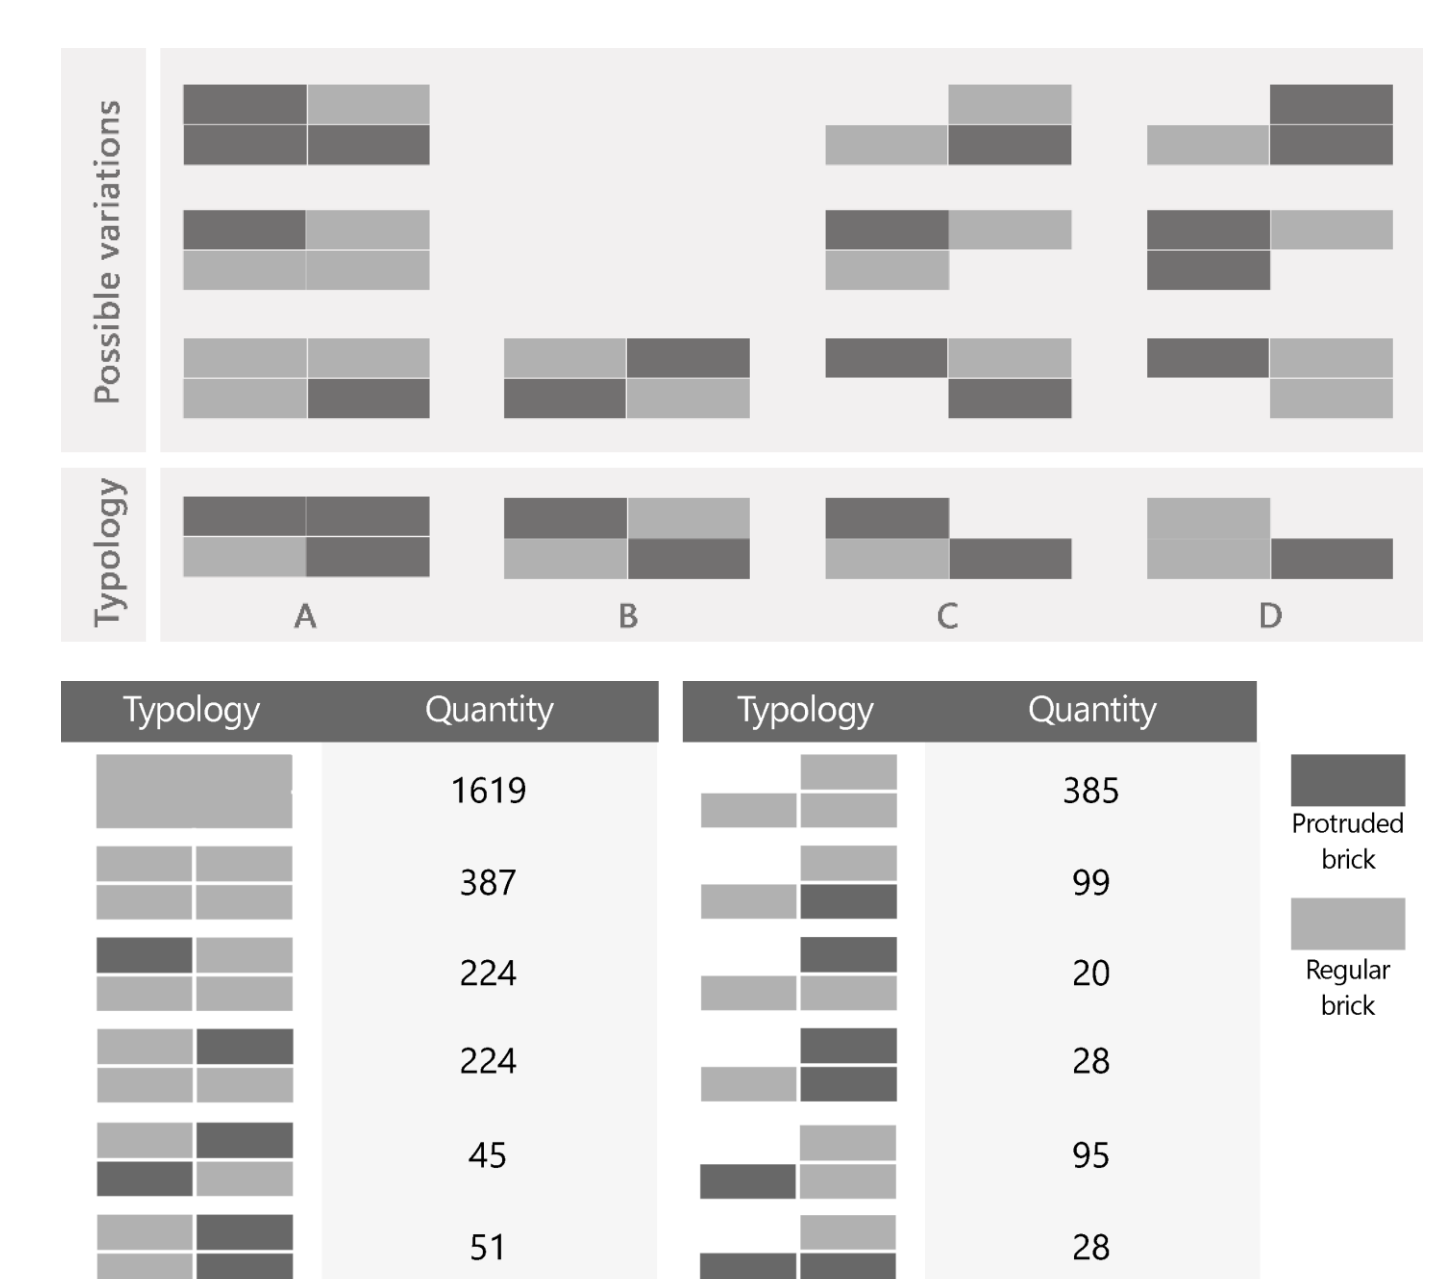 Possible variations
Typology
A B C D
Typology Quantity Typology Quantity
1619 385
Protruded
brick
387 99
224 20
Regular
brick
224 28
45 95
51 28